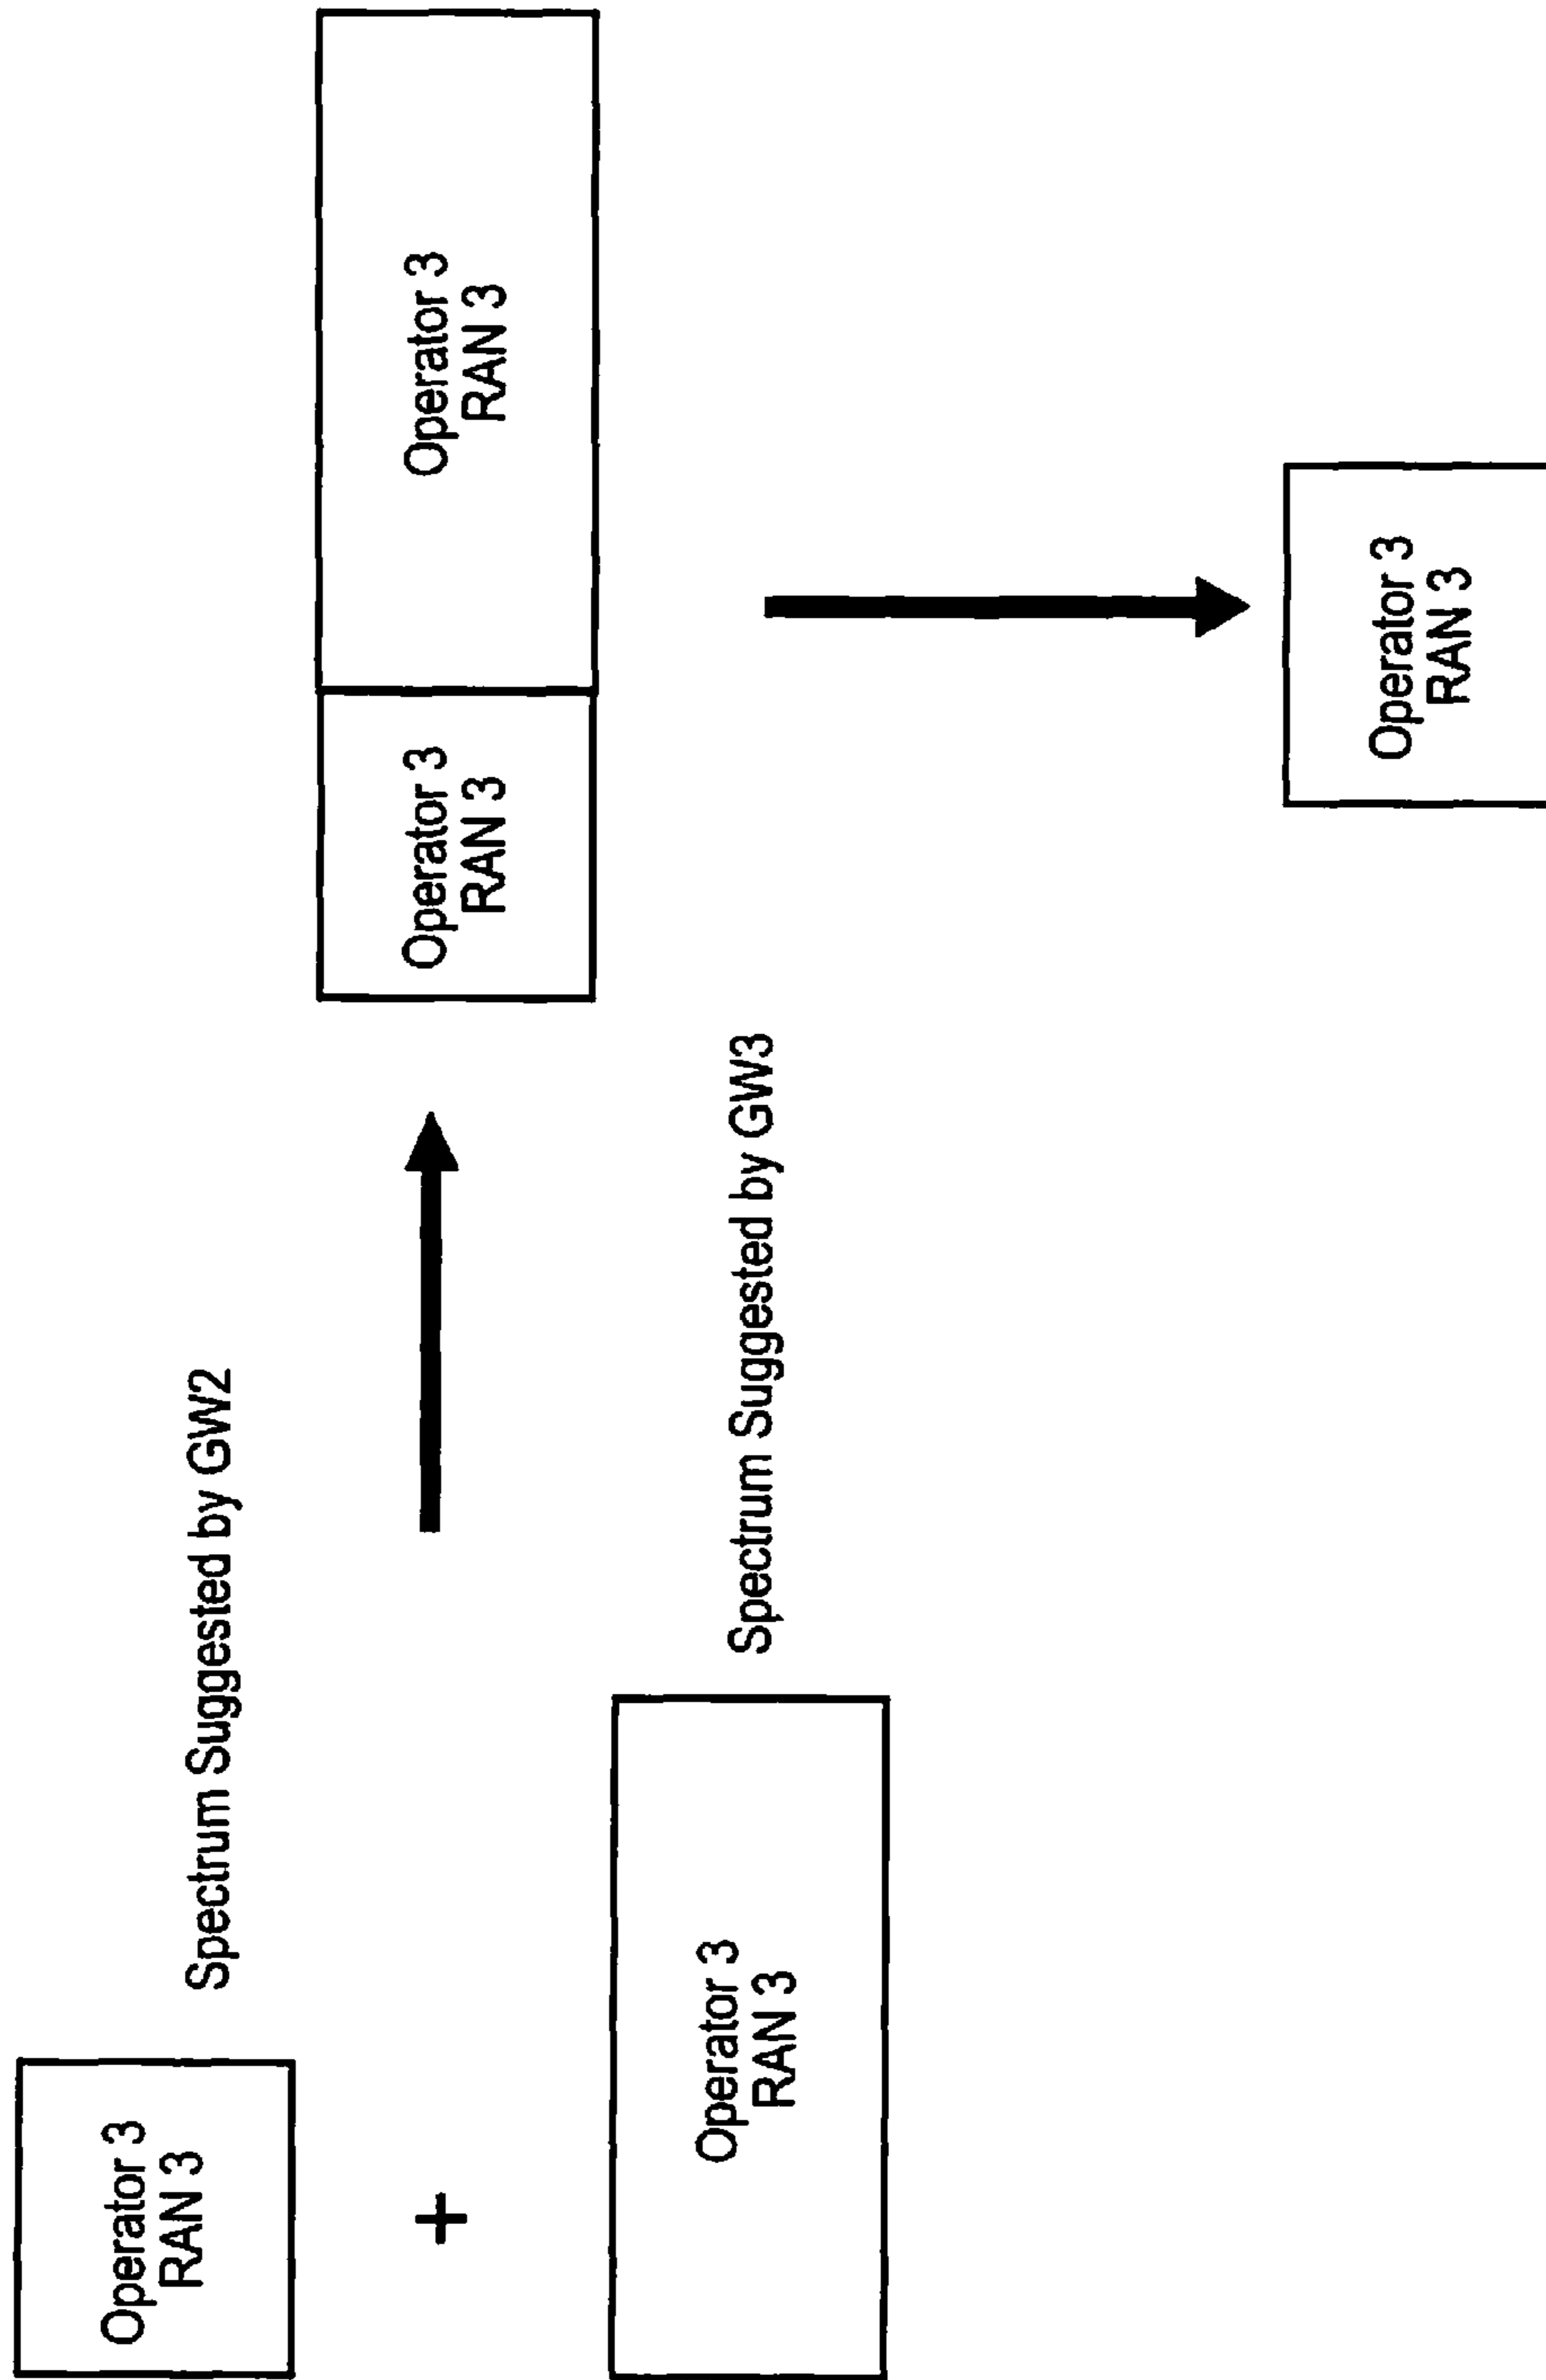 Operator 3
RAN 3
Spectrum Suggested by GW2
+
Operator 3
RAN 3
Operator 3
RAN 3
Operator 3
RAN 3
Spectrum Suggested by GW3
Operator 3
RAN 3